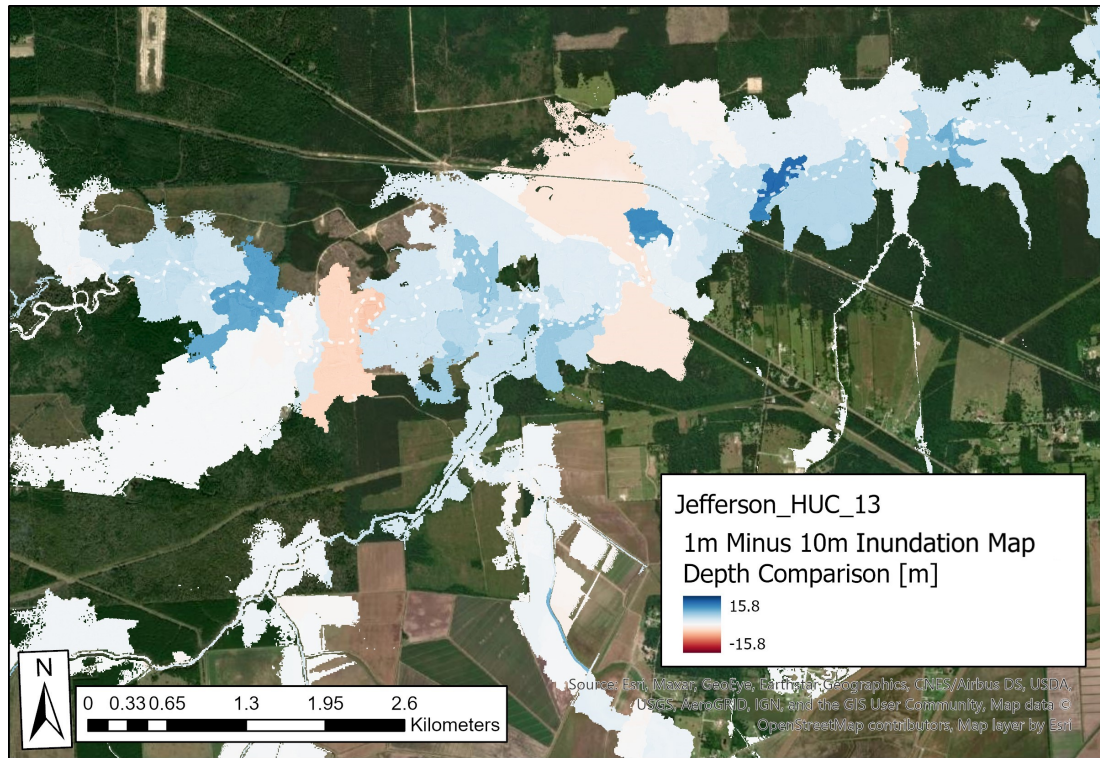 Jefferson_HUC_13
1m Minus 10m Inundation Map
Depth Comparison [m]
15.8
-15.8
N
0 0.33 0.65 1.3 1.95 2.6
Kilometers
Source: Esri, Maxar, GeoEye, Earthstar Geographics, CNES/Airbus DS, USDA,
USGS, AeroGRID, IGN, and the GIS User Community, Map data ©
OpenStreetMap contributors, Map layer by Esri